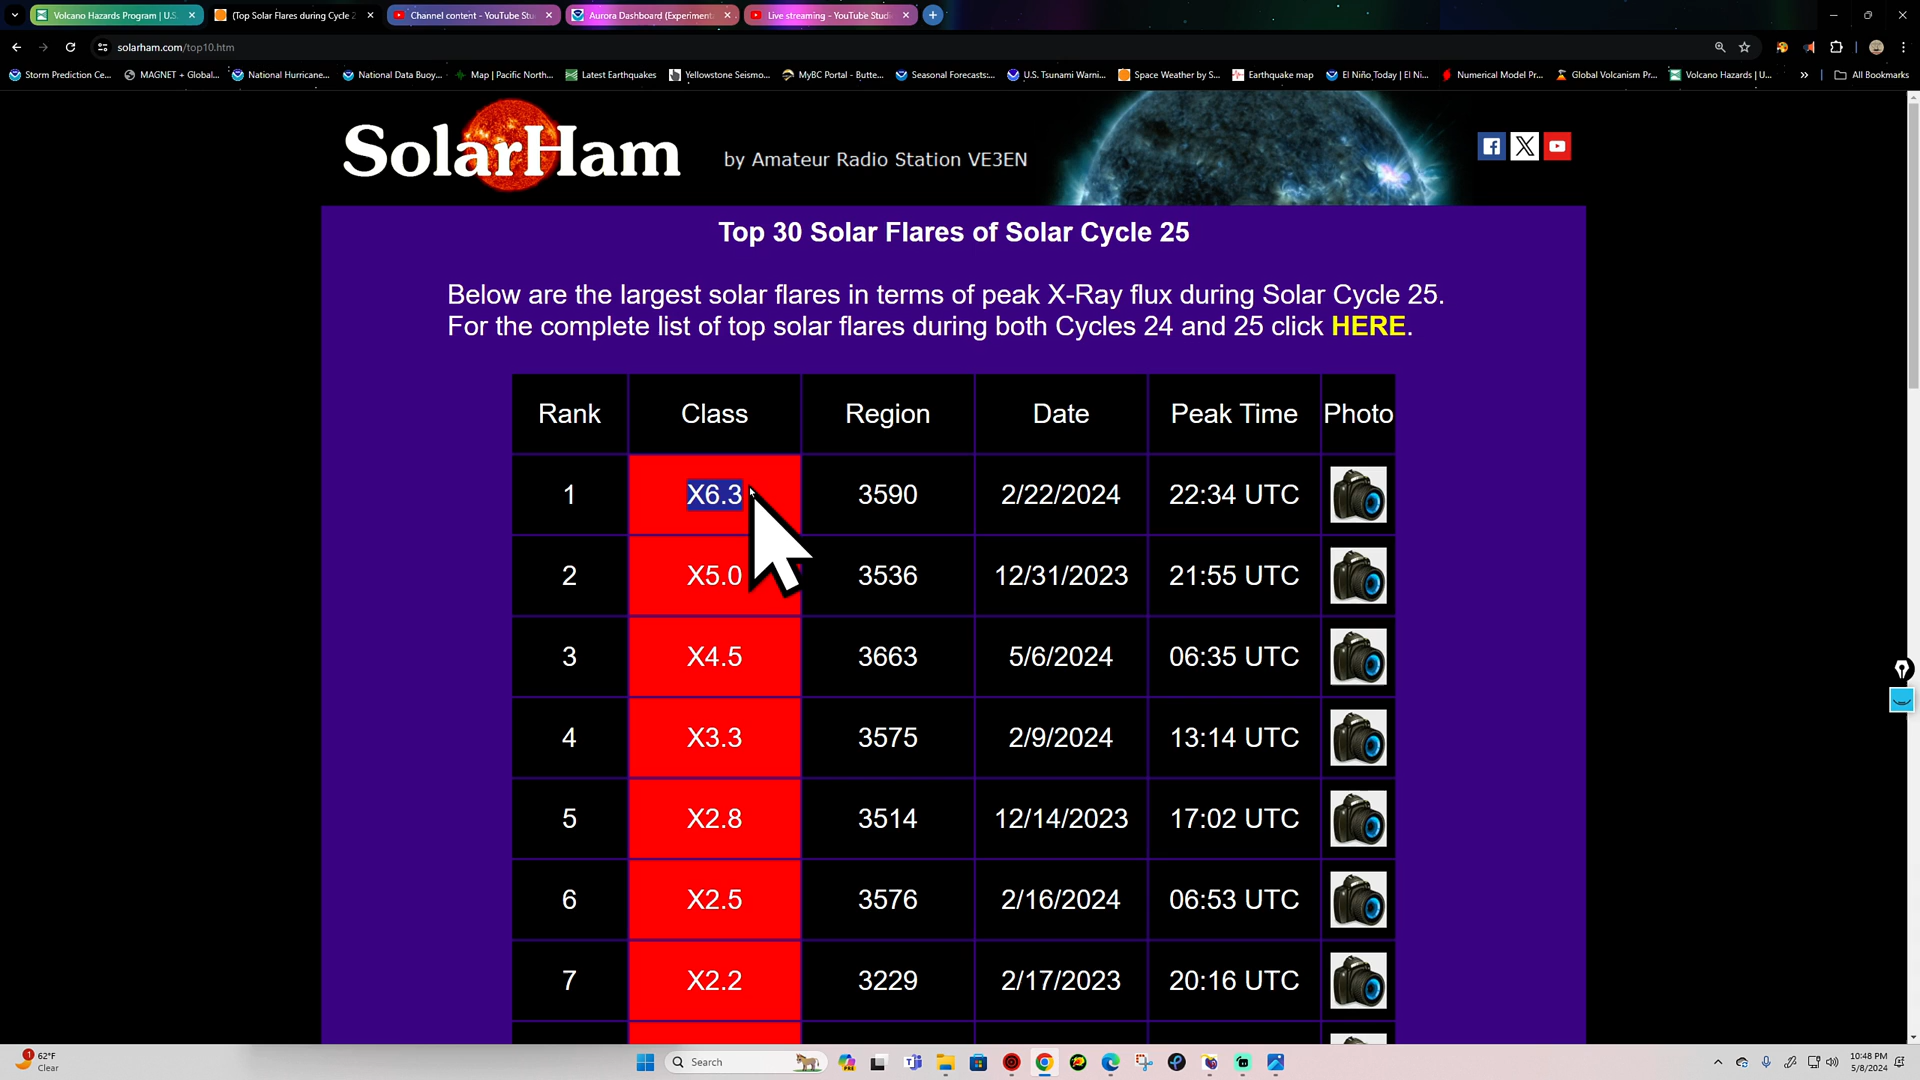 Volcano Hazards Program | U.S.
(Top Solar Flares during Cycle 2
Channel content - YouTube Stu
Aurora Dashboard (Experiment
Live streaming - YouTube Studi
solarham.com/top10.htm
Storm Prediction Ce...
MAGNET + Global...
National Hurricane...
National Data Buoy...
Map | Pacific North...
Latest Earthquakes
Yellowstone Seismo...
MyBC Portal - Butte...
Seasonal Forecasts:...
U.S. Tsunami Warni...
Space Weather by S...
Earthquake map
El Niño Today | El Ni...
Numerical Model Pr...
Global Volcanism Pr...
Volcano Hazards | U...
All Bookmarks
SolarHam
by Amateur Radio Station VE3EN
Top 30 Solar Flares of Solar Cycle 25
Below are the largest solar flares in terms of peak X-Ray flux during Solar Cycle 25.
For the complete list of top solar flares during both Cycles 24 and 25 click HERE.
Rank Class Region Date Peak Time Photo
1 X6.3 3590 2/22/2024 22:34 UTC
2 X5.0 3536 12/31/2023 21:55 UTC
3 X4.5 3663 5/6/2024 06:35 UTC
4 X3.3 3575 2/9/2024 13:14 UTC
5 X2.8 3514 12/14/2023 17:02 UTC
6 X2.5 3576 2/16/2024 06:53 UTC
7 X2.2 3229 2/17/2023 20:16 UTC
1
62°F
Clear
Search
10:48 PM
5/8/2024